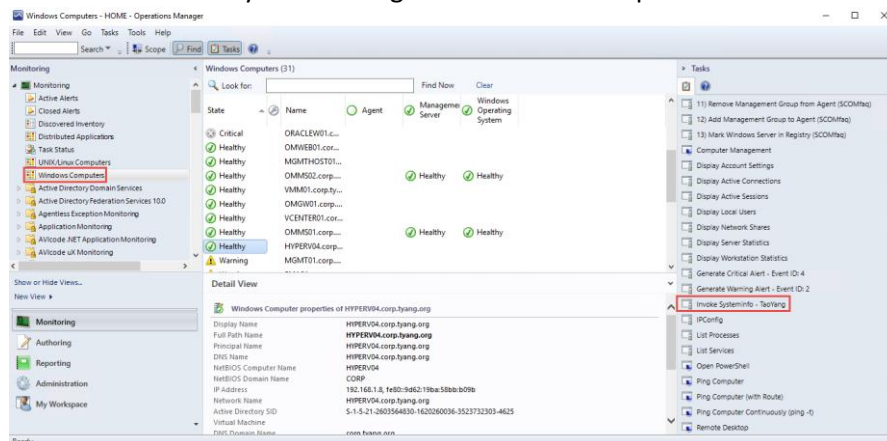 Windows Computers - HOME - Operations Manager
File Edit View Go Tasks Tools Help
Search Scope Find Tasks
Monitoring
Monitoring
Active Alerts
Closed Alerts
Discovered Inventory
Distributed Applications
Task Status
UNIX/Linux Computers
Windows Computers
Active Directory Domain Services
Active Directory Federation Services 10.0
Agentless Exception Monitoring
Application Monitoring
AVIcode .NET Application Monitoring
AVIcode uX Monitoring
Show or Hide Views...
New View
Monitoring
Authoring
Reporting
Administration
My Workspace
Windows Computers (31)
Look for: Find Now Clear
State Name Agent Management Server Windows Operating System
Critical ORACLEW01.c...
Healthy OMWEB01.cor...
Healthy MGMTHOST01...
Healthy OMMS02.corp.... Healthy Healthy
Healthy VMM01.corp.ty...
Healthy OMGW01.corp....
Healthy VCENTER01.cor...
Healthy OMMS01.corp.... Healthy Healthy
Healthy HYPERV04.corp...
Warning MGMT01.corp....
Detail View
Windows Computer properties of HYPERV04.corp.tyang.org
Display Name HYPERV04.corp.tyang.org
Full Path Name HYPERV04.corp.tyang.org
Principal Name HYPERV04.corp.tyang.org
DNS Name HYPERV04.corp.tyang.org
NetBIOS Computer Name HYPERV04
NetBIOS Domain Name CORP
IP Address 192.168.1.8, fe80::9d62:19ba:58bb:b09b
Network Name HYPERV04.corp.tyang.org
Active Directory SID S-1-5-21-2603564830-1620260036-3523732303-4625
Virtual Machine
DNS Domain Name corp.tyang.org
Tasks
11) Remove Management Group from Agent (SCOMfaq)
12) Add Management Group to Agent (SCOMfaq)
13) Mark Windows Server in Registry (SCOMfaq)
Computer Management
Display Account Settings
Display Active Connections
Display Active Sessions
Display Local Users
Display Network Shares
Display Server Statistics
Display Workstation Statistics
Generate Critical Alert - Event ID: 4
Generate Warning Alert - Event ID: 2
Invoke Systeminfo - TaoYang
IPConfig
List Processes
List Services
Open PowerShell
Ping Computer
Ping Computer (with Route)
Ping Computer Continuously (ping -t)
Remote Desktop
Ready